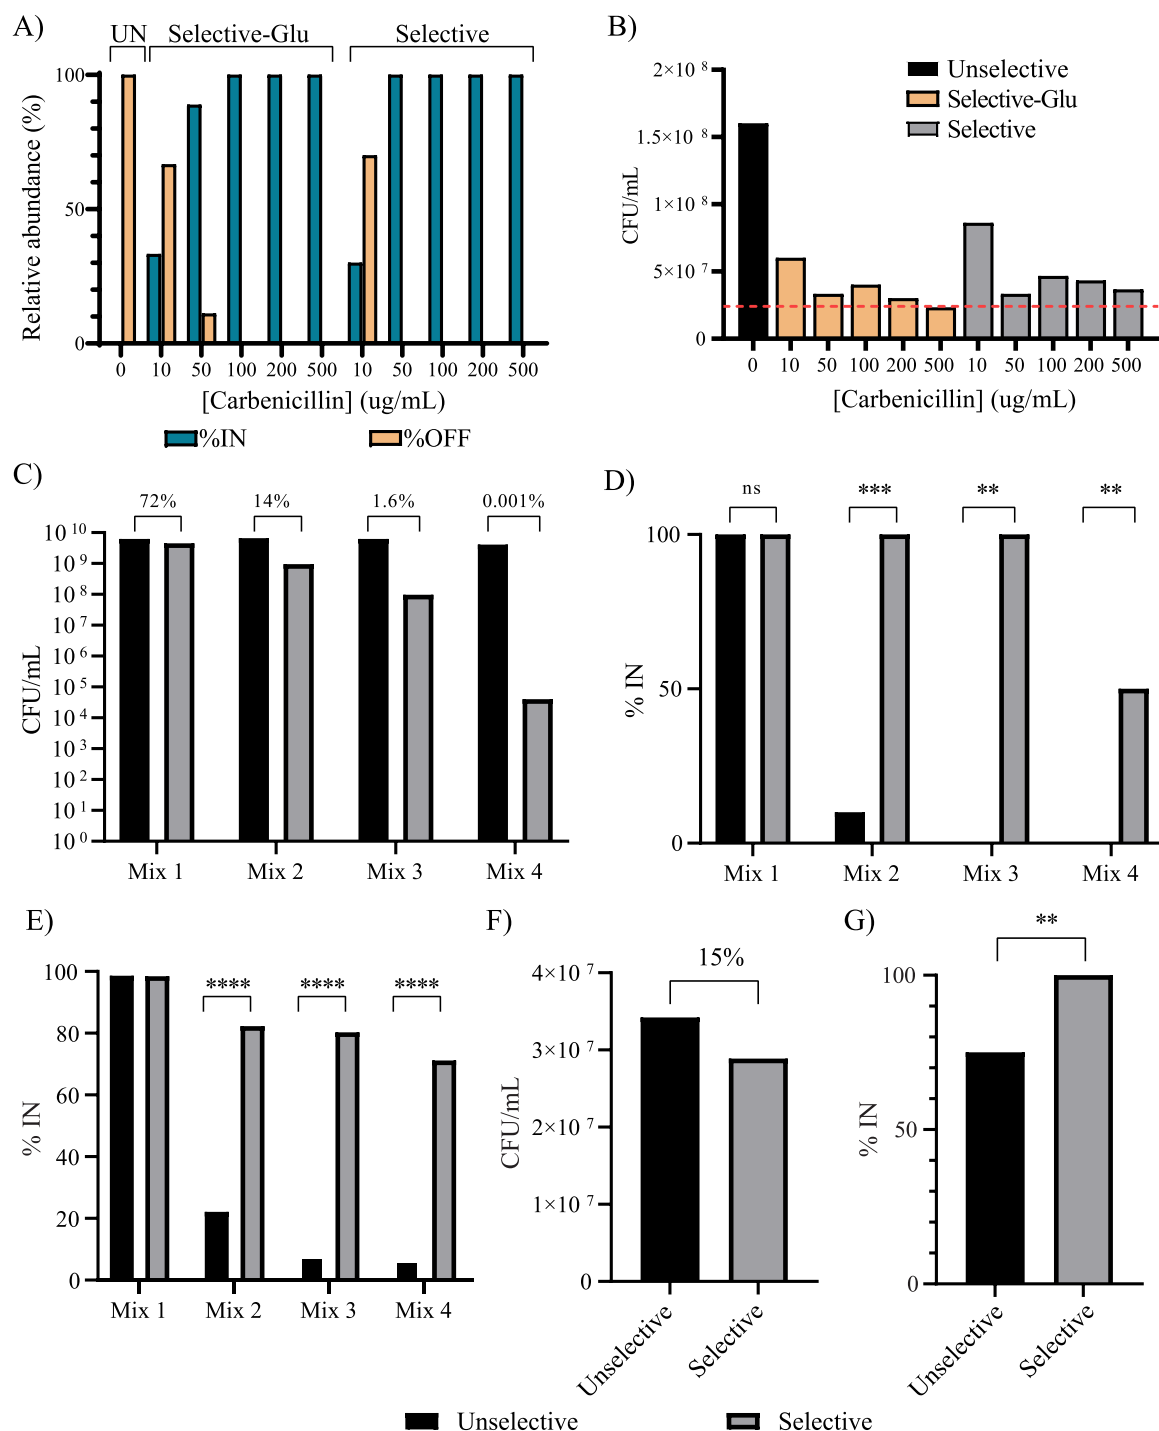 A)
UN Selective-Glu Selective
Relative abundance (%)
100
50
0
0 10 50 100 200 500 10 50 100 200 500
[Carbenicillin] (ug/mL)
%IN %OFF
B)
Unselective
Selective-Glu
Selective
CFU/mL
2×10 8
1.5×10 8
1×10 8
5×10 7
0
0 10 50 100 200 500 10 50 100 200 500
[Carbenicillin] (ug/mL)
C)
72% 14% 1.6% 0.001%
CFU/mL
10 10
10 9
10 8
10 7
10 6
10 5
10 4
10 3
10 2
10 1
10 0
Mix 1 Mix 2 Mix 3 Mix 4
D)
ns *** ** **
% IN
100
50
0
Mix 1 Mix 2 Mix 3 Mix 4
E)
**** **** ****
% IN
100
80
60
40
20
0
Mix 1 Mix 2 Mix 3 Mix 4
F)
15%
CFU/mL
4×10 7
3×10 7
2×10 7
1×10 7
0
Unselective Selective
G)
**
% IN
100
50
0
Unselective Selective
Unselective Selective